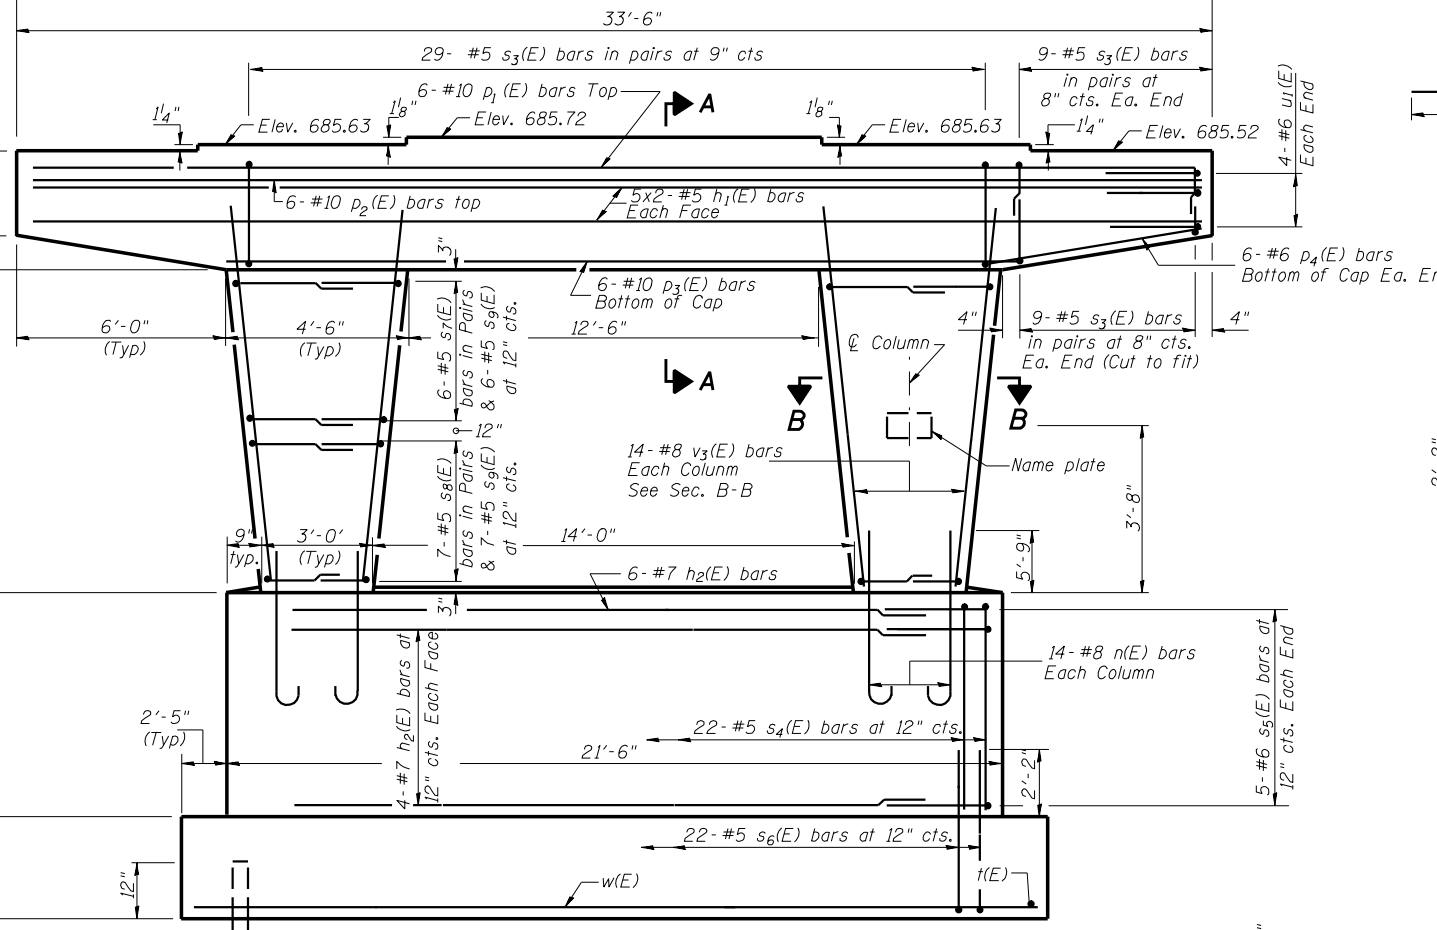 33'-6"
29- #5 s3(E) bars in pairs at 9" cts
9- #5 s3(E) bars
in pairs at
8" cts. Ea. End
6- #10 p1 (E) bars Top
A
1¼"
Elev. 685.63
1⅛"
Elev. 685.72
1⅛"
Elev. 685.63
1¼"
Elev. 685.52
4- #6 u1(E)
Each End
6- #10 p2(E) bars top
5x2- #5 h1(E) bars
Each Face
3"
6- #10 p3(E) bars
Bottom of Cap
6- #6 p4(E) bars
Bottom of Cap Ea. Er
6'-0"
(Typ)
4'-6"
(Typ)
12'-6"
4"
9- #5 s3(E) bars
in pairs at 8" cts.
Ea. End (Cut to fit)
4"
6- #5 s7(E)
bars in Pairs
& 6- #5 s9(E)
at 12" cts.
℄ Column
A
B
B
12"
7- #5 s8(E)
bars in Pairs
& 7- #5 s9(E)
at 12" cts.
14- #8 v3(E) bars
Each Colunm
See Sec. B-B
Name plate
3'-8"
9"
typ.
3'-0'
(Typ)
14'-0"
5'-9"
6- #7 h2(E) bars
3"
4- #7 h2(E) bars at
12" cts. Each Face
14- #8 n(E) bars
Each Column
5- #6 s5(E) bars at
12" cts. Each End
2'-5"
(Typ)
22- #5 s4(E) bars at 12" cts.
21'-6"
2'-2"
22- #5 s6(E) bars at 12" cts.
12"
w(E)
t(E)